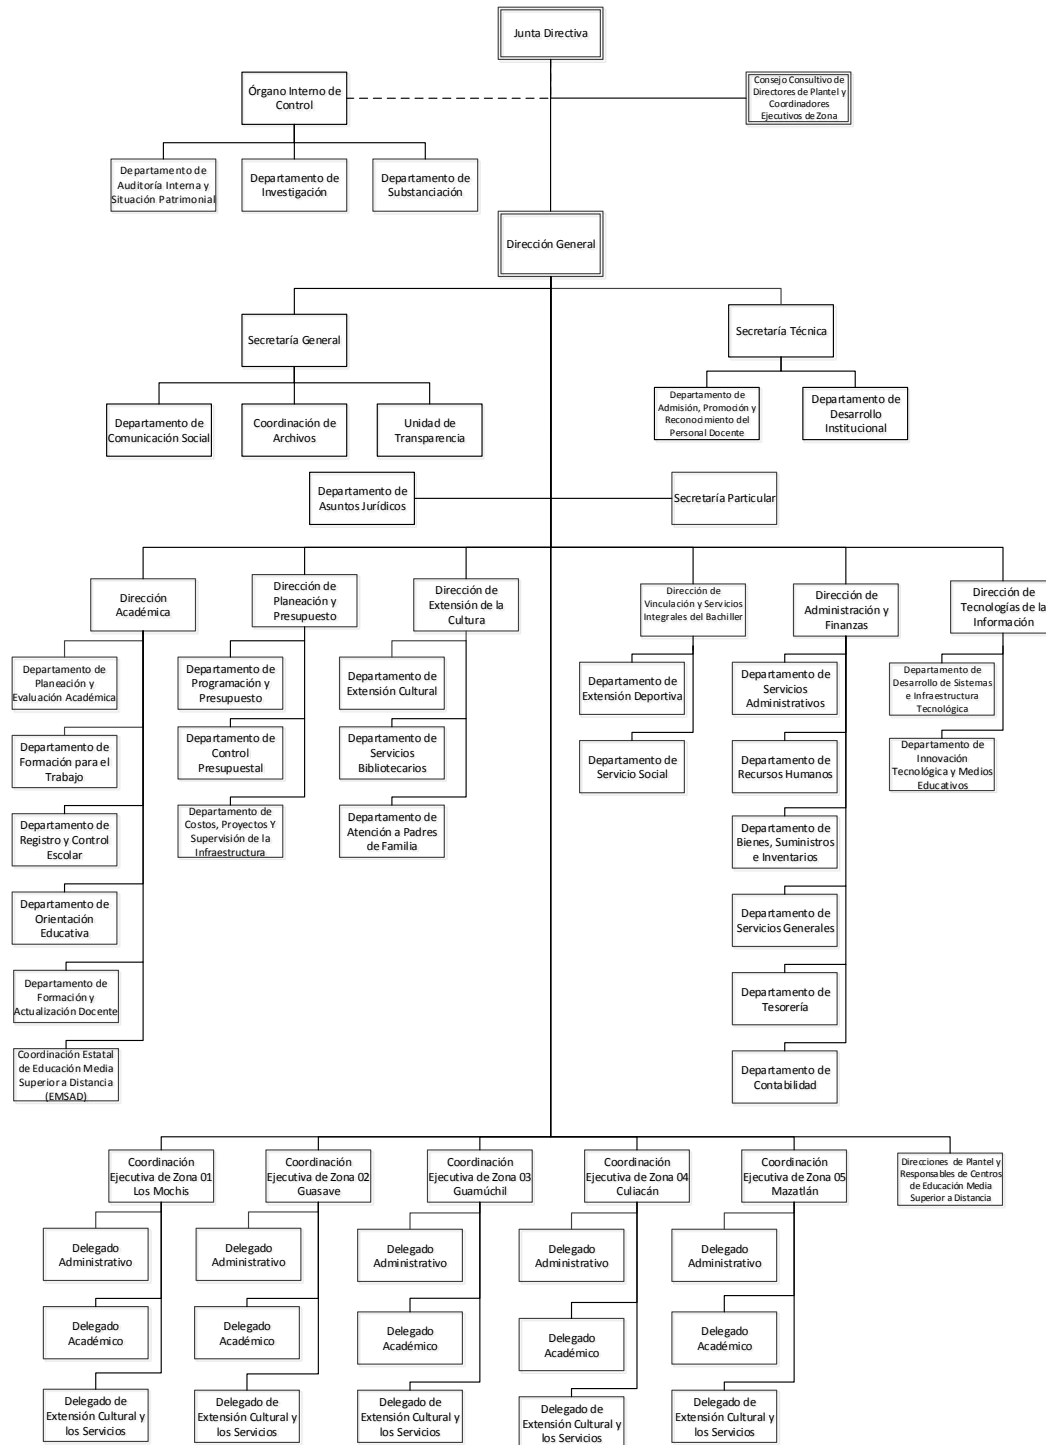 Junta Directiva
Órgano Interno de
Control
Consejo Consultivo de
Directores de Plantel y
Coordinadores
Ejecutivos de Zona
Departamento de
Auditoría Interna y
Situación Patrimonial
Departamento de
Investigación
Departamento de
Substanciación
Dirección General
Secretaría General
Secretaría Técnica
Departamento de
Comunicación Social
Coordinación de
Archivos
Unidad de
Transparencia
Departamento de
Admisión, Promoción y
Reconocimiento del
Personal Docente
Departamento de
Desarrollo
Institucional
Departamento de
Asuntos Jurídicos
Secretaría Particular
Dirección
Académica
Dirección de
Planeación y
Presupuesto
Dirección de
Extensión de la
Cultura
Dirección de
Vinculación y Servicios
Integrales del Bachiller
Dirección de
Administración y
Finanzas
Dirección de
Tecnologías de la
Información
Departamento de
Planeación y
Evaluación Académica
Departamento de
Programación y
Presupuesto
Departamento de
Extensión Cultural
Departamento de
Extensión Deportiva
Departamento de
Servicios
Administrativos
Departamento de
Desarrollo de Sistemas
e Infraestructura
Tecnológica
Departamento de
Formación para el
Trabajo
Departamento de
Control
Presupuestal
Departamento de
Servicios
Bibliotecarios
Departamento de
Servicio Social
Departamento de
Recursos Humanos
Departamento de
Innovación
Tecnológica y Medios
Educativos
Departamento de
Registro y Control
Escolar
Departamento de
Costos, Proyectos Y
Supervisión de la
Infraestructura
Departamento de
Atención a Padres
de Familia
Departamento de
Bienes, Suministros
e Inventarios
Departamento de
Orientación
Educativa
Departamento de
Servicios Generales
Departamento de
Formación y
Actualización Docente
Departamento de
Tesorería
Coordinación Estatal
de Educación Media
Superior a Distancia
(EMSAD)
Departamento de
Contabilidad
Coordinación
Ejecutiva de Zona 01
Los Mochis
Coordinación
Ejecutiva de Zona 02
Guasave
Coordinación
Ejecutiva de Zona 03
Guamúchil
Coordinación
Ejecutiva de Zona 04
Culiacán
Coordinación
Ejecutiva de Zona 05
Mazatlán
Direcciones de Plantel y
Responsables de Centros
de Educación Media
Superior a Distancia
Delegado
Administrativo
Delegado
Administrativo
Delegado
Administrativo
Delegado
Administrativo
Delegado
Administrativo
Delegado
Académico
Delegado
Académico
Delegado
Académico
Delegado
Académico
Delegado
Académico
Delegado de
Extensión Cultural y
los Servicios
Delegado de
Extensión Cultural y
los Servicios
Delegado de
Extensión Cultural y
los Servicios
Delegado de
Extensión Cultural y
los Servicios
Delegado de
Extensión Cultural y
los Servicios